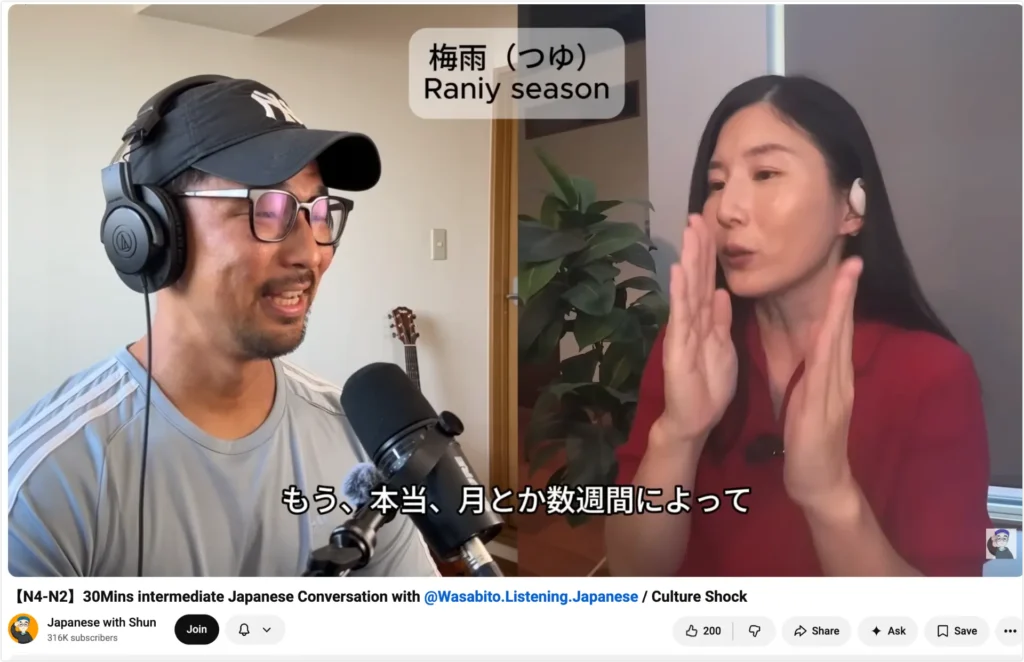 梅雨（つゆ）
Raniy season
NY
もう、本当、月とか数週間によって
【N4-N2】30Mins intermediate Japanese Conversation with @Wasabito.Listening.Japanese / Culture Shock
Japanese with Shun
316K subscribers
Join
200
Share
Ask
Save